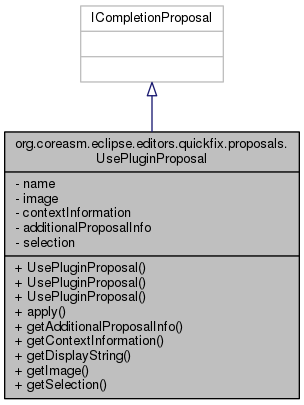 ICompletionProposal
org.coreasm.eclipse.editors.quickfix.proposals.
UsePluginProposal
- name
- image
- contextInformation
- additionalProposalInfo
- selection
+ UsePluginProposal()
+ UsePluginProposal()
+ UsePluginProposal()
+ apply()
+ getAdditionalProposalInfo()
+ getContextInformation()
+ getDisplayString()
+ getImage()
+ getSelection()